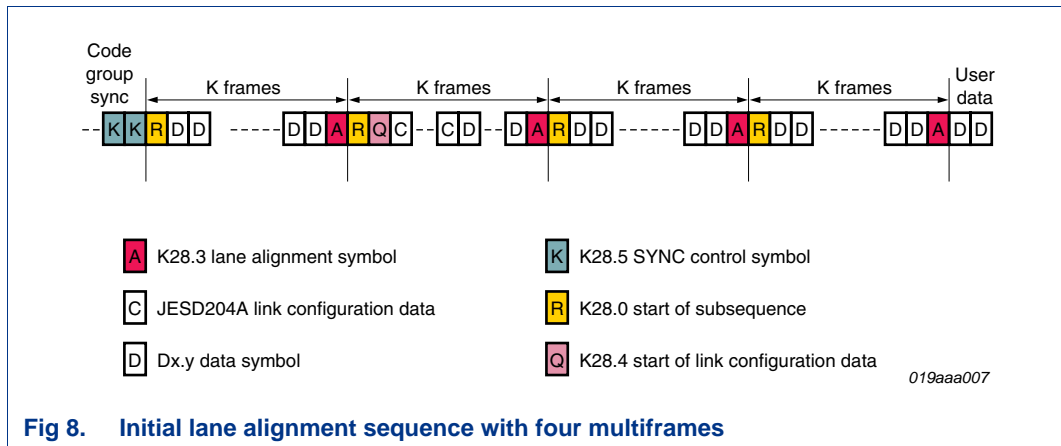 Code
group
sync
K frames K frames K frames K frames
User
data
K K R D D D D A R Q C C D D A R D D D D A R D D D D A D D
A K28.3 lane alignment symbol
K K28.5 SYNC control symbol
C JESD204A link configuration data
R K28.0 start of subsequence
D Dx.y data symbol
Q K28.4 start of link configuration data
019aaa007
Fig 8. Initial lane alignment sequence with four multiframes